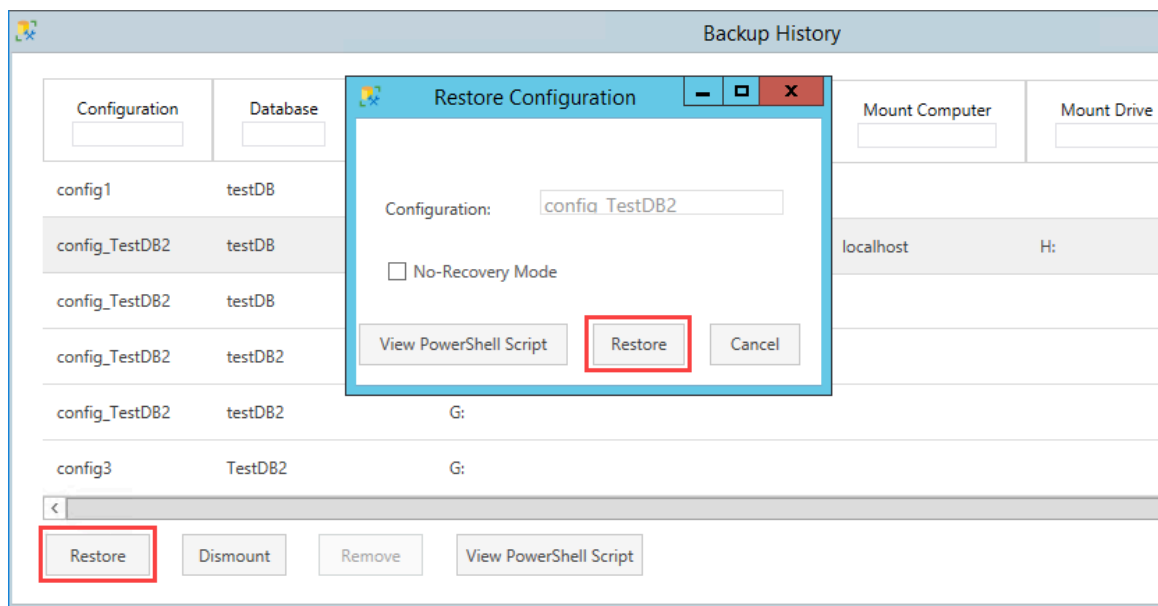 Backup History
Configuration Database Mount Computer Mount Drive
Restore Configuration
x
config1 testDB
Configuration: config_TestDB2
config_TestDB2 testDB localhost H:
No-Recovery Mode
config_TestDB2 testDB
View PowerShell Script Restore Cancel
config_TestDB2 testDB2
config_TestDB2 testDB2 G:
config3 TestDB2 G:
Restore Dismount Remove View PowerShell Script